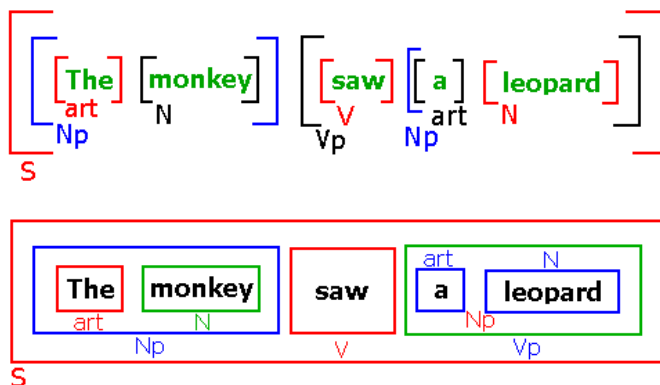 The monkey saw a leopard
art N V art N
Np Vp Np
S
art N
The monkey saw a leopard
art N Np
Np V Vp
S